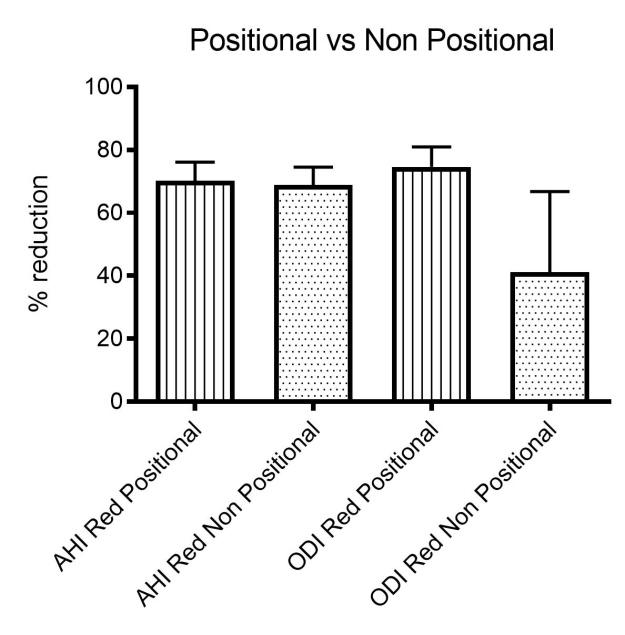 Positional vs Non Positional
% reduction
100
80
60
40
20
0
AHI Red Positional
AHI Red Non Positional
ODI Red Positional
ODI Red Non Positional